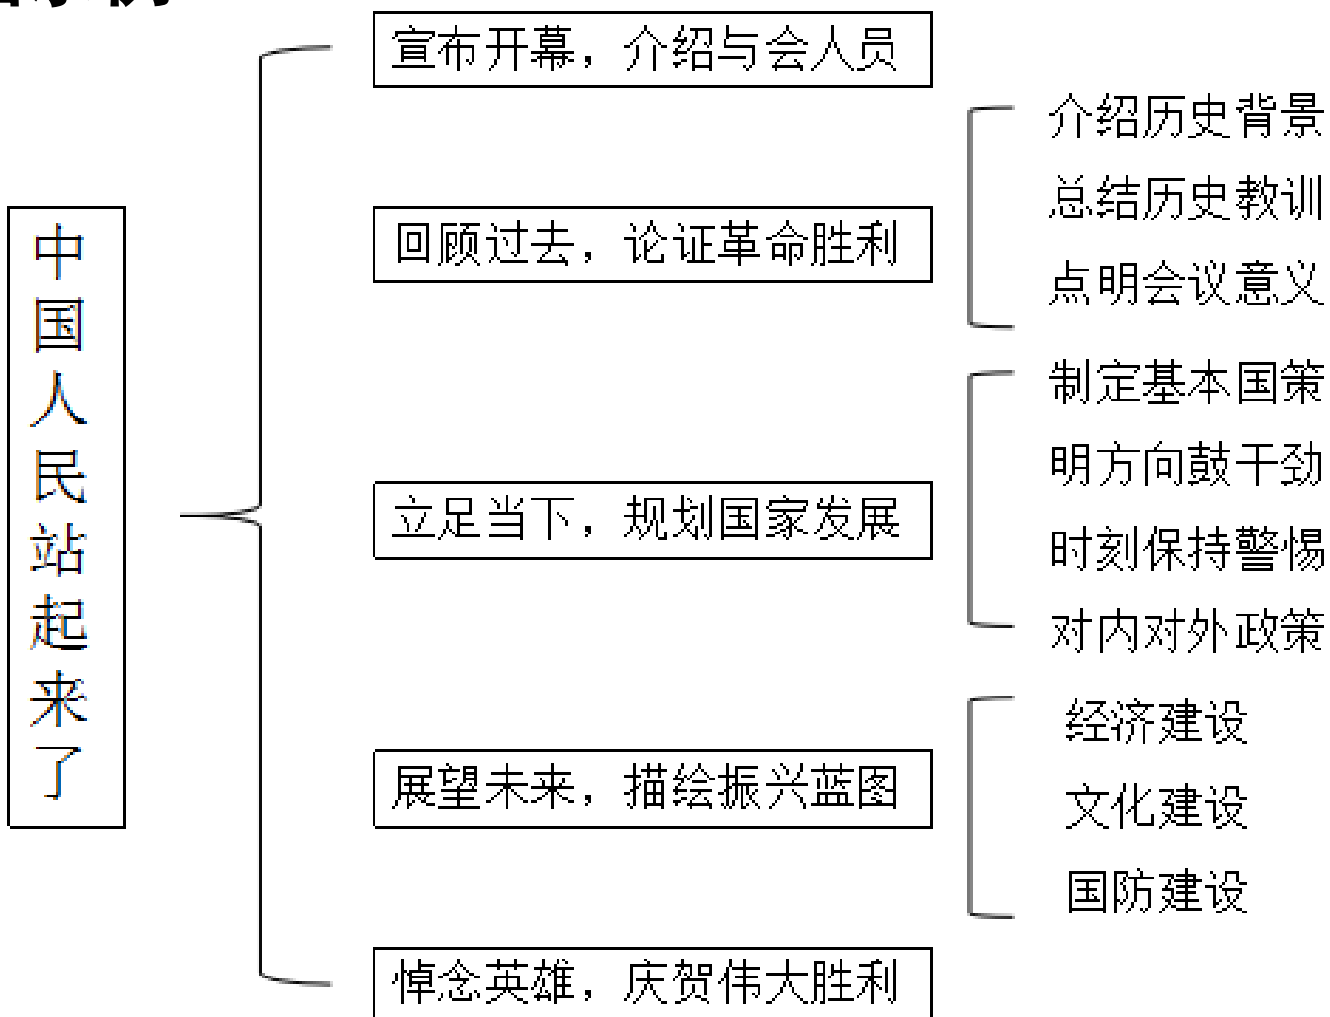 中国人民站起来了
宣布开幕，介绍与会人员
回顾过去，论证革命胜利
介绍历史背景
总结历史教训
点明会议意义
立足当下，规划国家发展
制定基本国策
明方向鼓干劲
时刻保持警惕
对内对外政策
展望未来，描绘振兴蓝图
经济建设
文化建设
国防建设
悼念英雄，庆贺伟大胜利